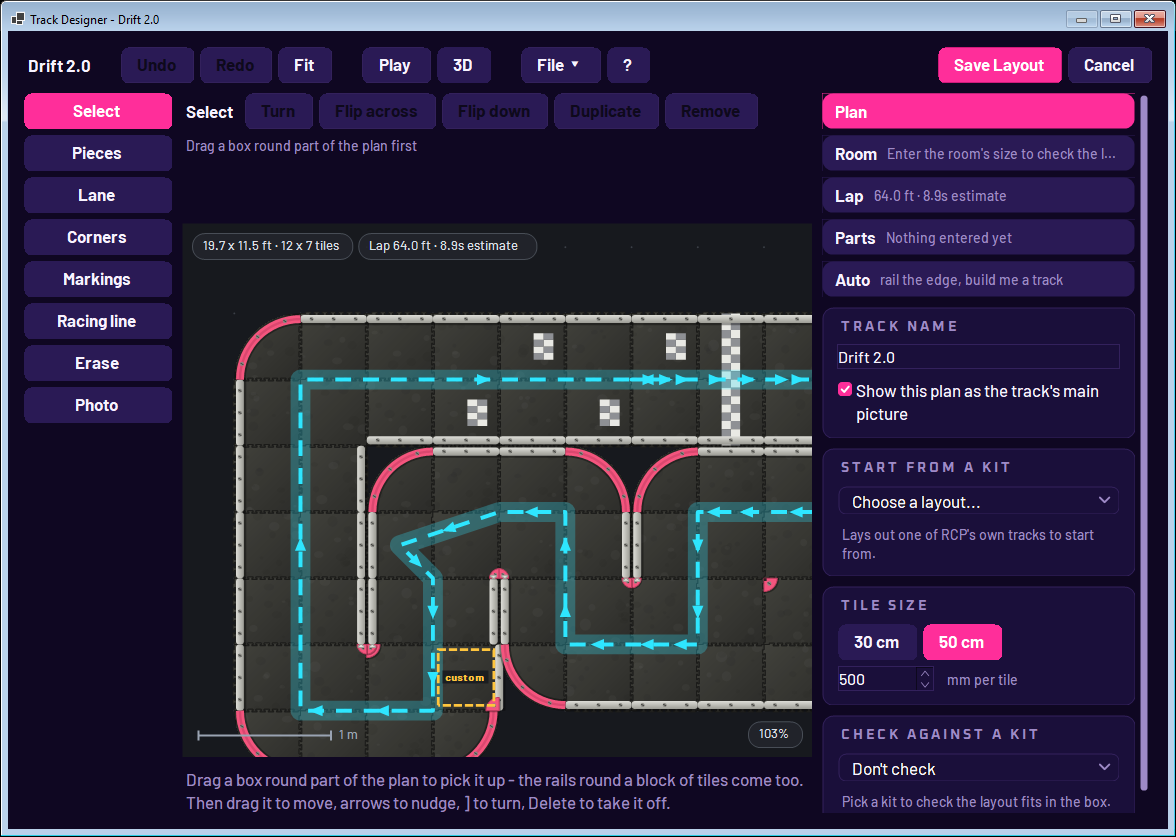 Track Designer - Drift 2.0
Drift 2.0
Undo
Redo
Fit
Play
3D
File
?
Save Layout
Cancel
Select
Pieces
Lane
Corners
Markings
Racing line
Erase
Photo
Select
Turn
Flip across
Flip down
Duplicate
Remove
Drag a box round part of the plan first
19.7 x 11.5 ft · 12 x 7 tiles
Lap 64.0 ft · 8.9s estimate
custom
1 m
103%
Drag a box round part of the plan to pick it up - the rails round a block of tiles come too.
Then drag it to move, arrows to nudge, ] to turn, Delete to take it off.
Plan
Room Enter the room's size to check the l...
Lap 64.0 ft · 8.9s estimate
Parts Nothing entered yet
Auto rail the edge, build me a track
TRACK NAME
Drift 2.0
Show this plan as the track's main
picture
START FROM A KIT
Choose a layout...
Lays out one of RCP's own tracks to start
from.
TILE SIZE
30 cm
50 cm
500
mm per tile
CHECK AGAINST A KIT
Don't check
Pick a kit to check the layout fits in the box.